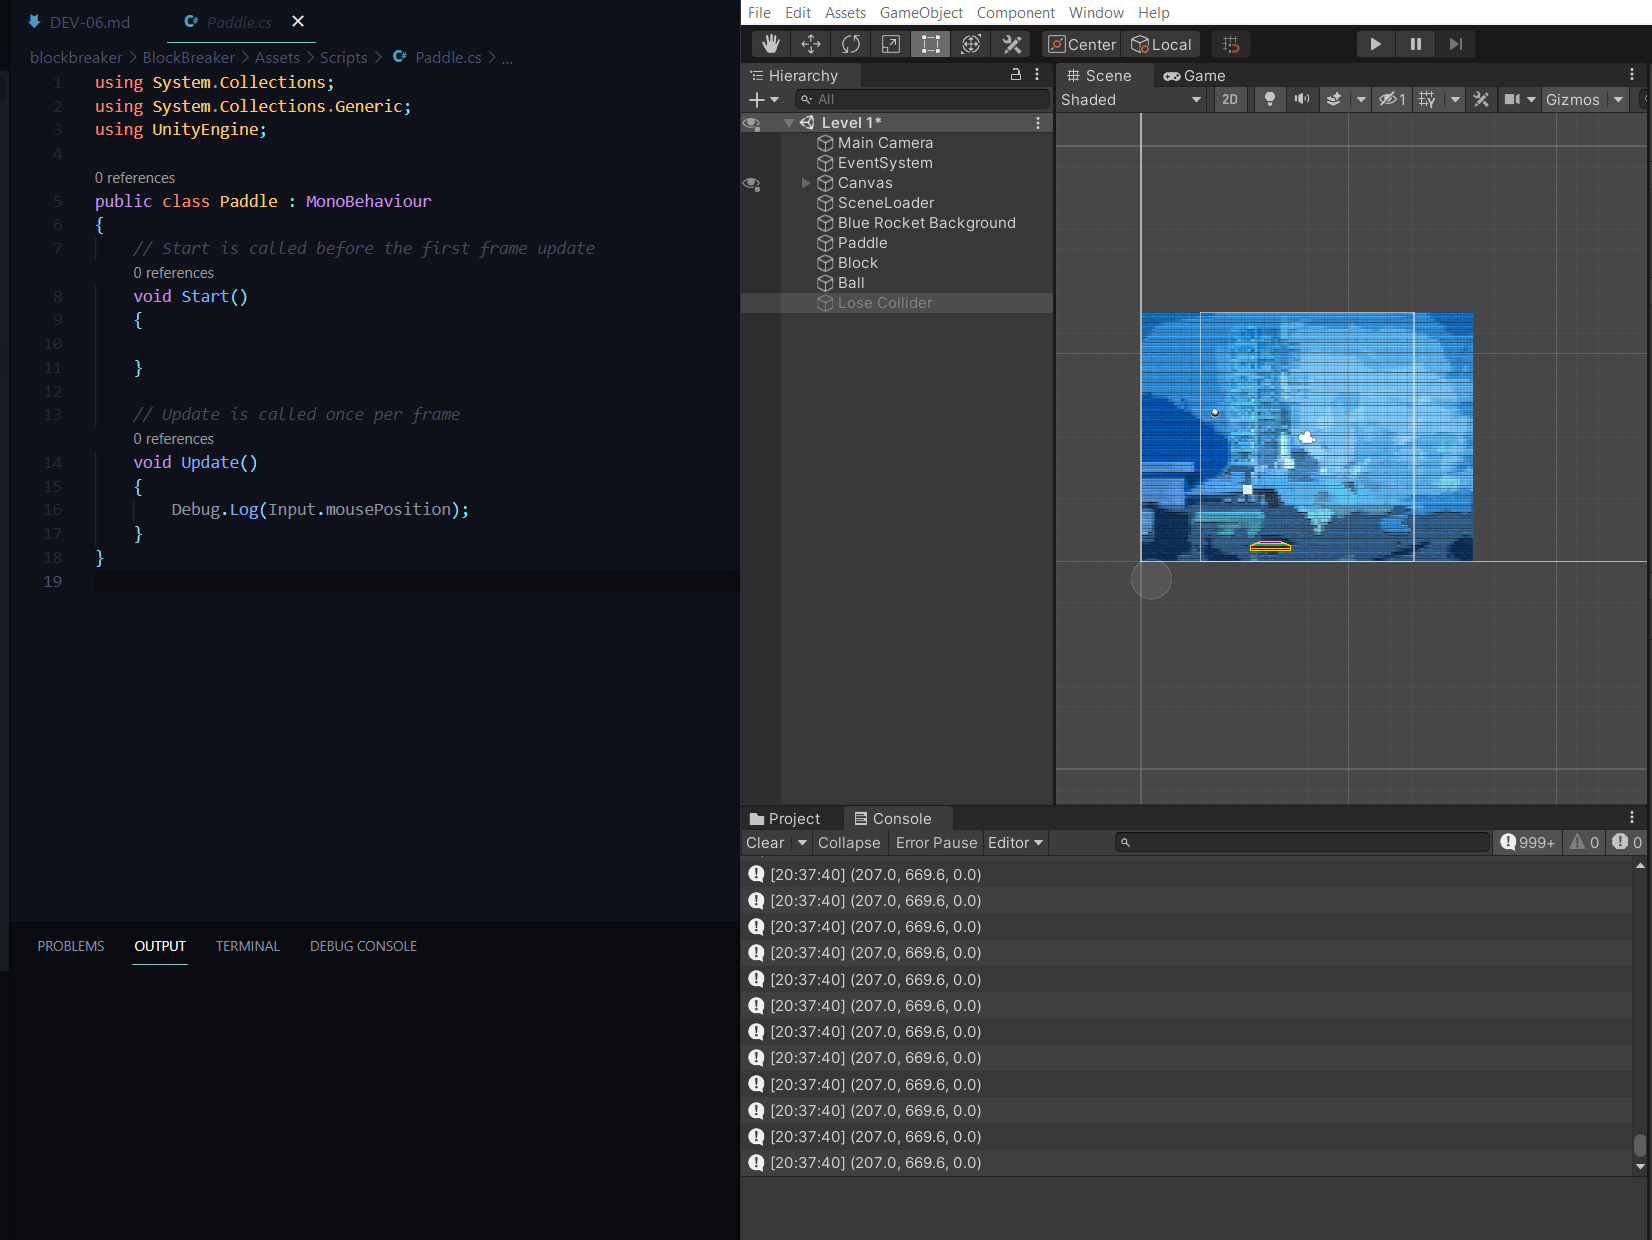 DEV-06.md
Paddle.cs
blockbreaker > BlockBreaker > Assets > Scripts > Paddle.cs > ...
1 using System.Collections;
2 using System.Collections.Generic;
3 using UnityEngine;
4
0 references
5 public class Paddle : MonoBehaviour
6 {
7 // Start is called before the first frame update
0 references
8 void Start()
9 {
10
11 }
12
13 // Update is called once per frame
0 references
14 void Update()
15 {
16 Debug.Log(Input.mousePosition);
17 }
18 }
19
PROBLEMS OUTPUT TERMINAL DEBUG CONSOLE
File Edit Assets GameObject Component Window Help
Center Local
Hierarchy
All
Level 1*
Main Camera
EventSystem
Canvas
SceneLoader
Blue Rocket Background
Paddle
Block
Ball
Lose Collider
Scene Game
Shaded 2D 1 Gizmos
Project Console
Clear Collapse Error Pause Editor 999+ 0 0
[20:37:40] (207.0, 669.6, 0.0)
[20:37:40] (207.0, 669.6, 0.0)
[20:37:40] (207.0, 669.6, 0.0)
[20:37:40] (207.0, 669.6, 0.0)
[20:37:40] (207.0, 669.6, 0.0)
[20:37:40] (207.0, 669.6, 0.0)
[20:37:40] (207.0, 669.6, 0.0)
[20:37:40] (207.0, 669.6, 0.0)
[20:37:40] (207.0, 669.6, 0.0)
[20:37:40] (207.0, 669.6, 0.0)
[20:37:40] (207.0, 669.6, 0.0)
[20:37:40] (207.0, 669.6, 0.0)